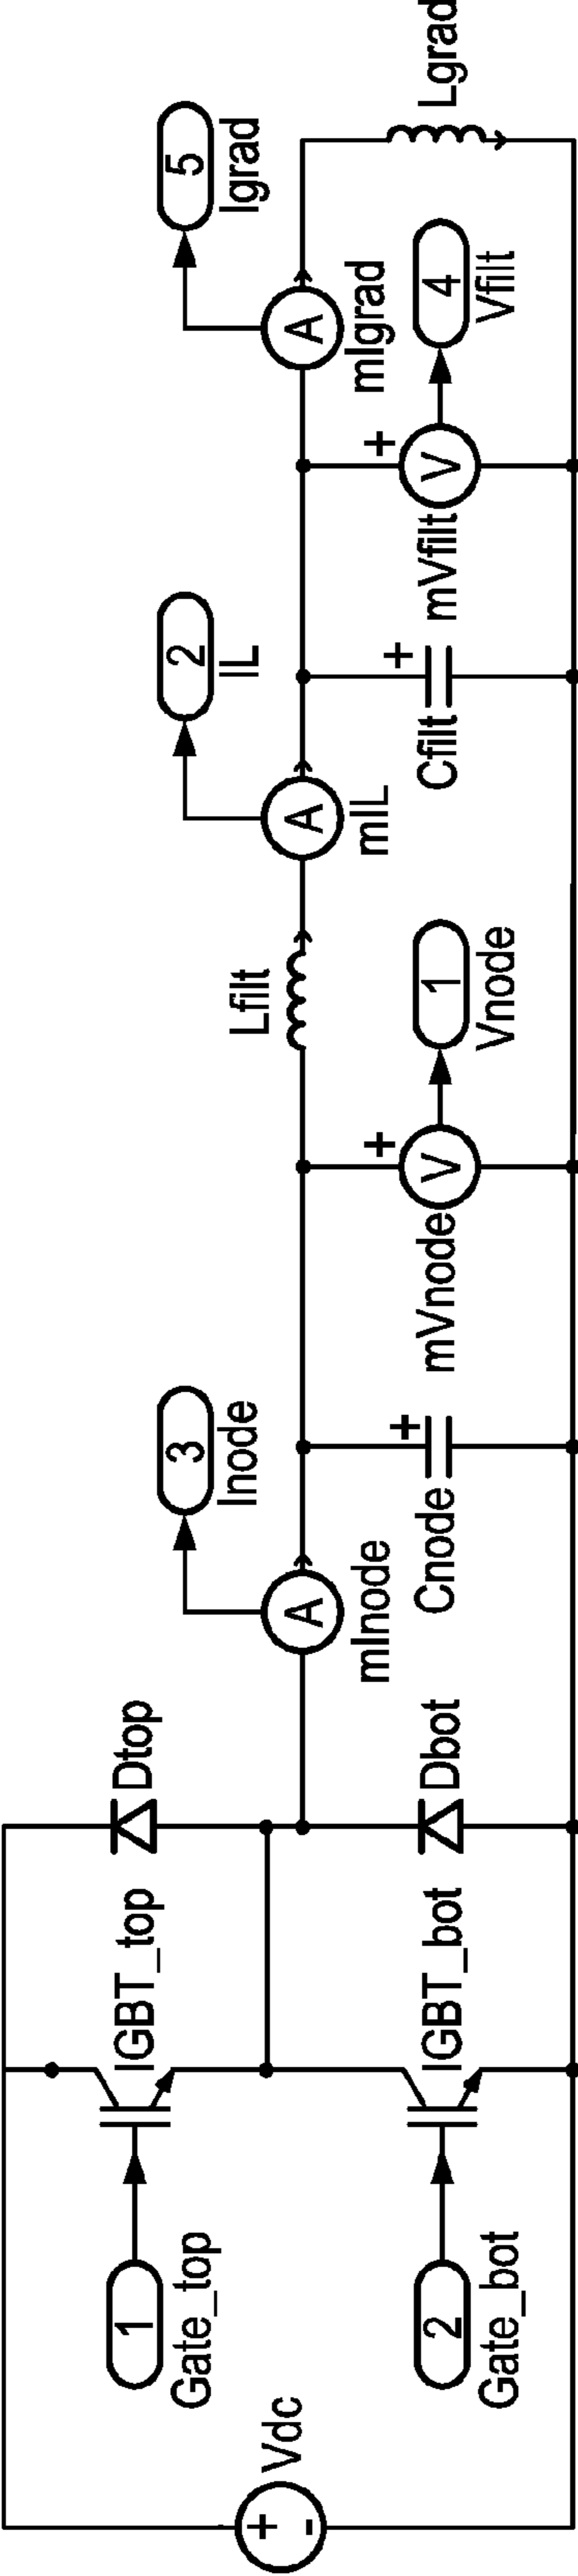 Vdc
+
-
1
Gate_top
2
Gate_bot
IGBT_top
IGBT_bot
Dtop
Dbot
A
mInode
3
Inode
+
Cnode
+
V
mVnode
1
Vnode
Lfilt
A
mIL
2
IL
+
Cfilt
+
V
mVfilt
4
Vfilt
A
mIgrad
5
Igrad
Lgrad